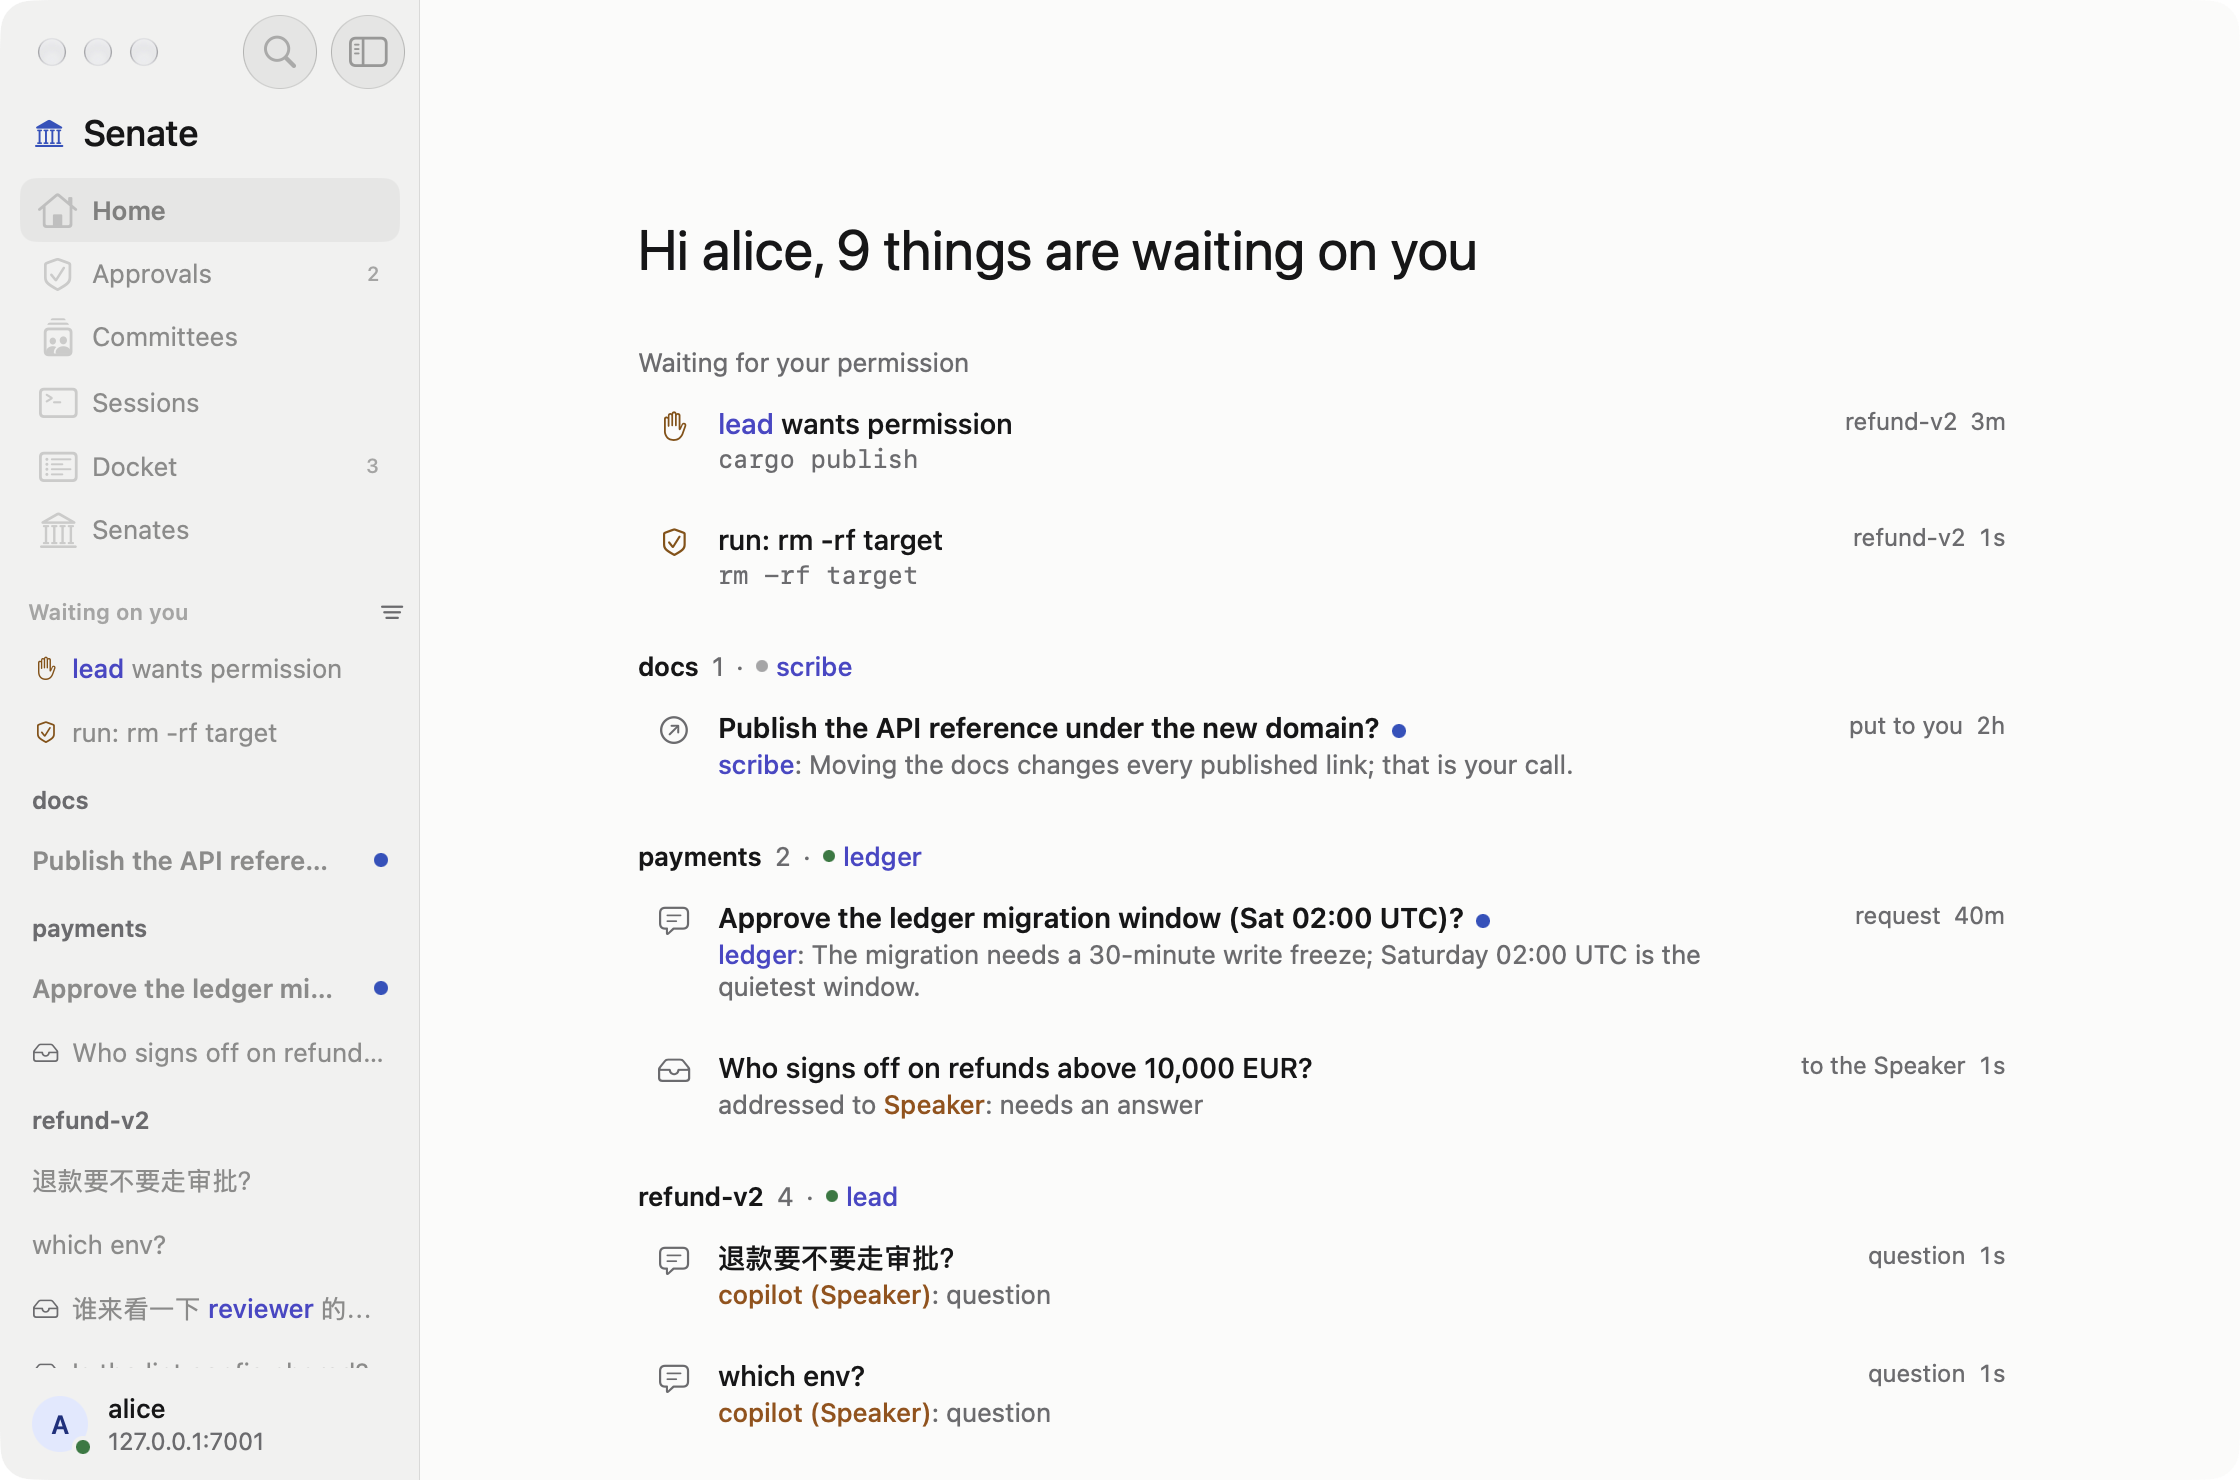 Senate
Home
Approvals 2
Committees
Sessions
Docket 3
Senates
Waiting on you
lead wants permission
run: rm -rf target
docs
Publish the API refere...
payments
Approve the ledger mi...
Who signs off on refund...
refund-v2
退款要不要走审批?
which env?
谁来看一下 reviewer 的...
A
alice
127.0.0.1:7001
Hi alice, 9 things are waiting on you
Waiting for your permission
lead wants permission refund-v2 3m
cargo publish
run: rm -rf target refund-v2 1s
rm -rf target
docs 1 · scribe
Publish the API reference under the new domain? put to you 2h
scribe: Moving the docs changes every published link; that is your call.
payments 2 · ledger
Approve the ledger migration window (Sat 02:00 UTC)? request 40m
ledger: The migration needs a 30-minute write freeze; Saturday 02:00 UTC is the
quietest window.
Who signs off on refunds above 10,000 EUR? to the Speaker 1s
addressed to Speaker: needs an answer
refund-v2 4 · lead
退款要不要走审批? question 1s
copilot (Speaker): question
which env? question 1s
copilot (Speaker): question